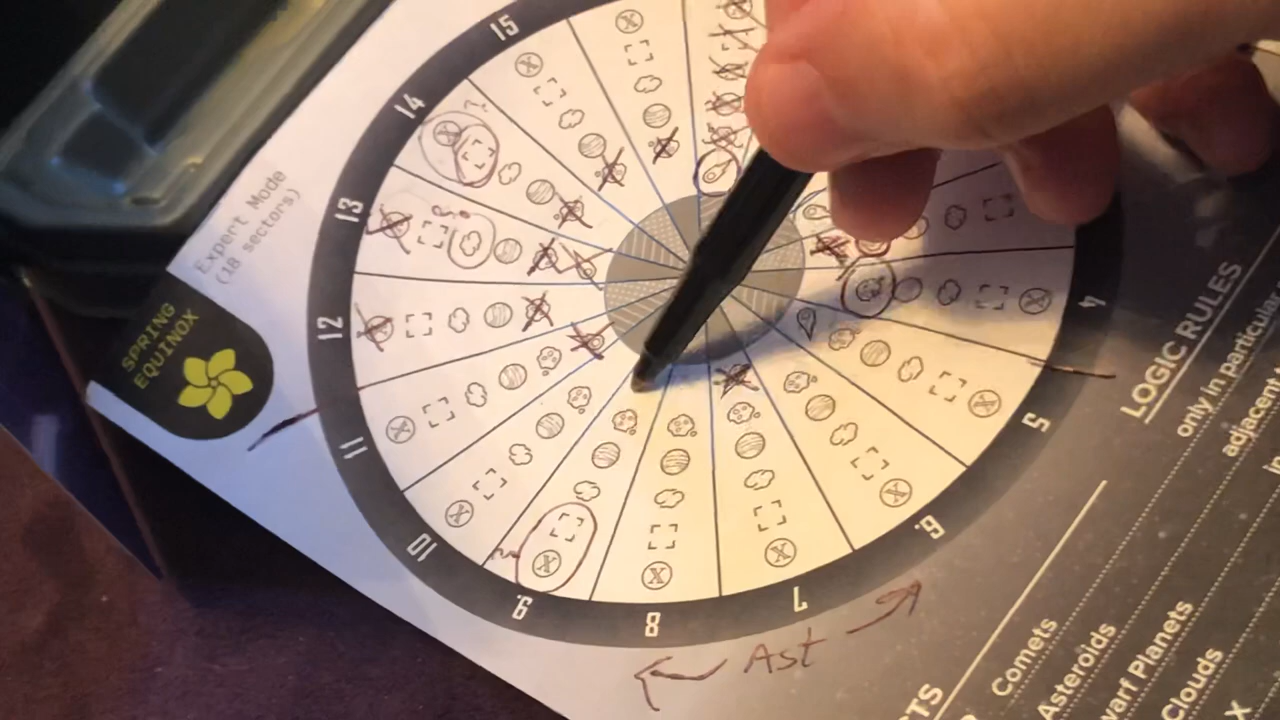 15
14
13
12
11
10
9.
8
7
6.
5
4
Expert Mode
(18 sectors)
SPRING
EQUINOX
← Ast →
LOGIC RULES
only in particular
adjacent
Comets
Asteroids
warf Planets
Clouds
X